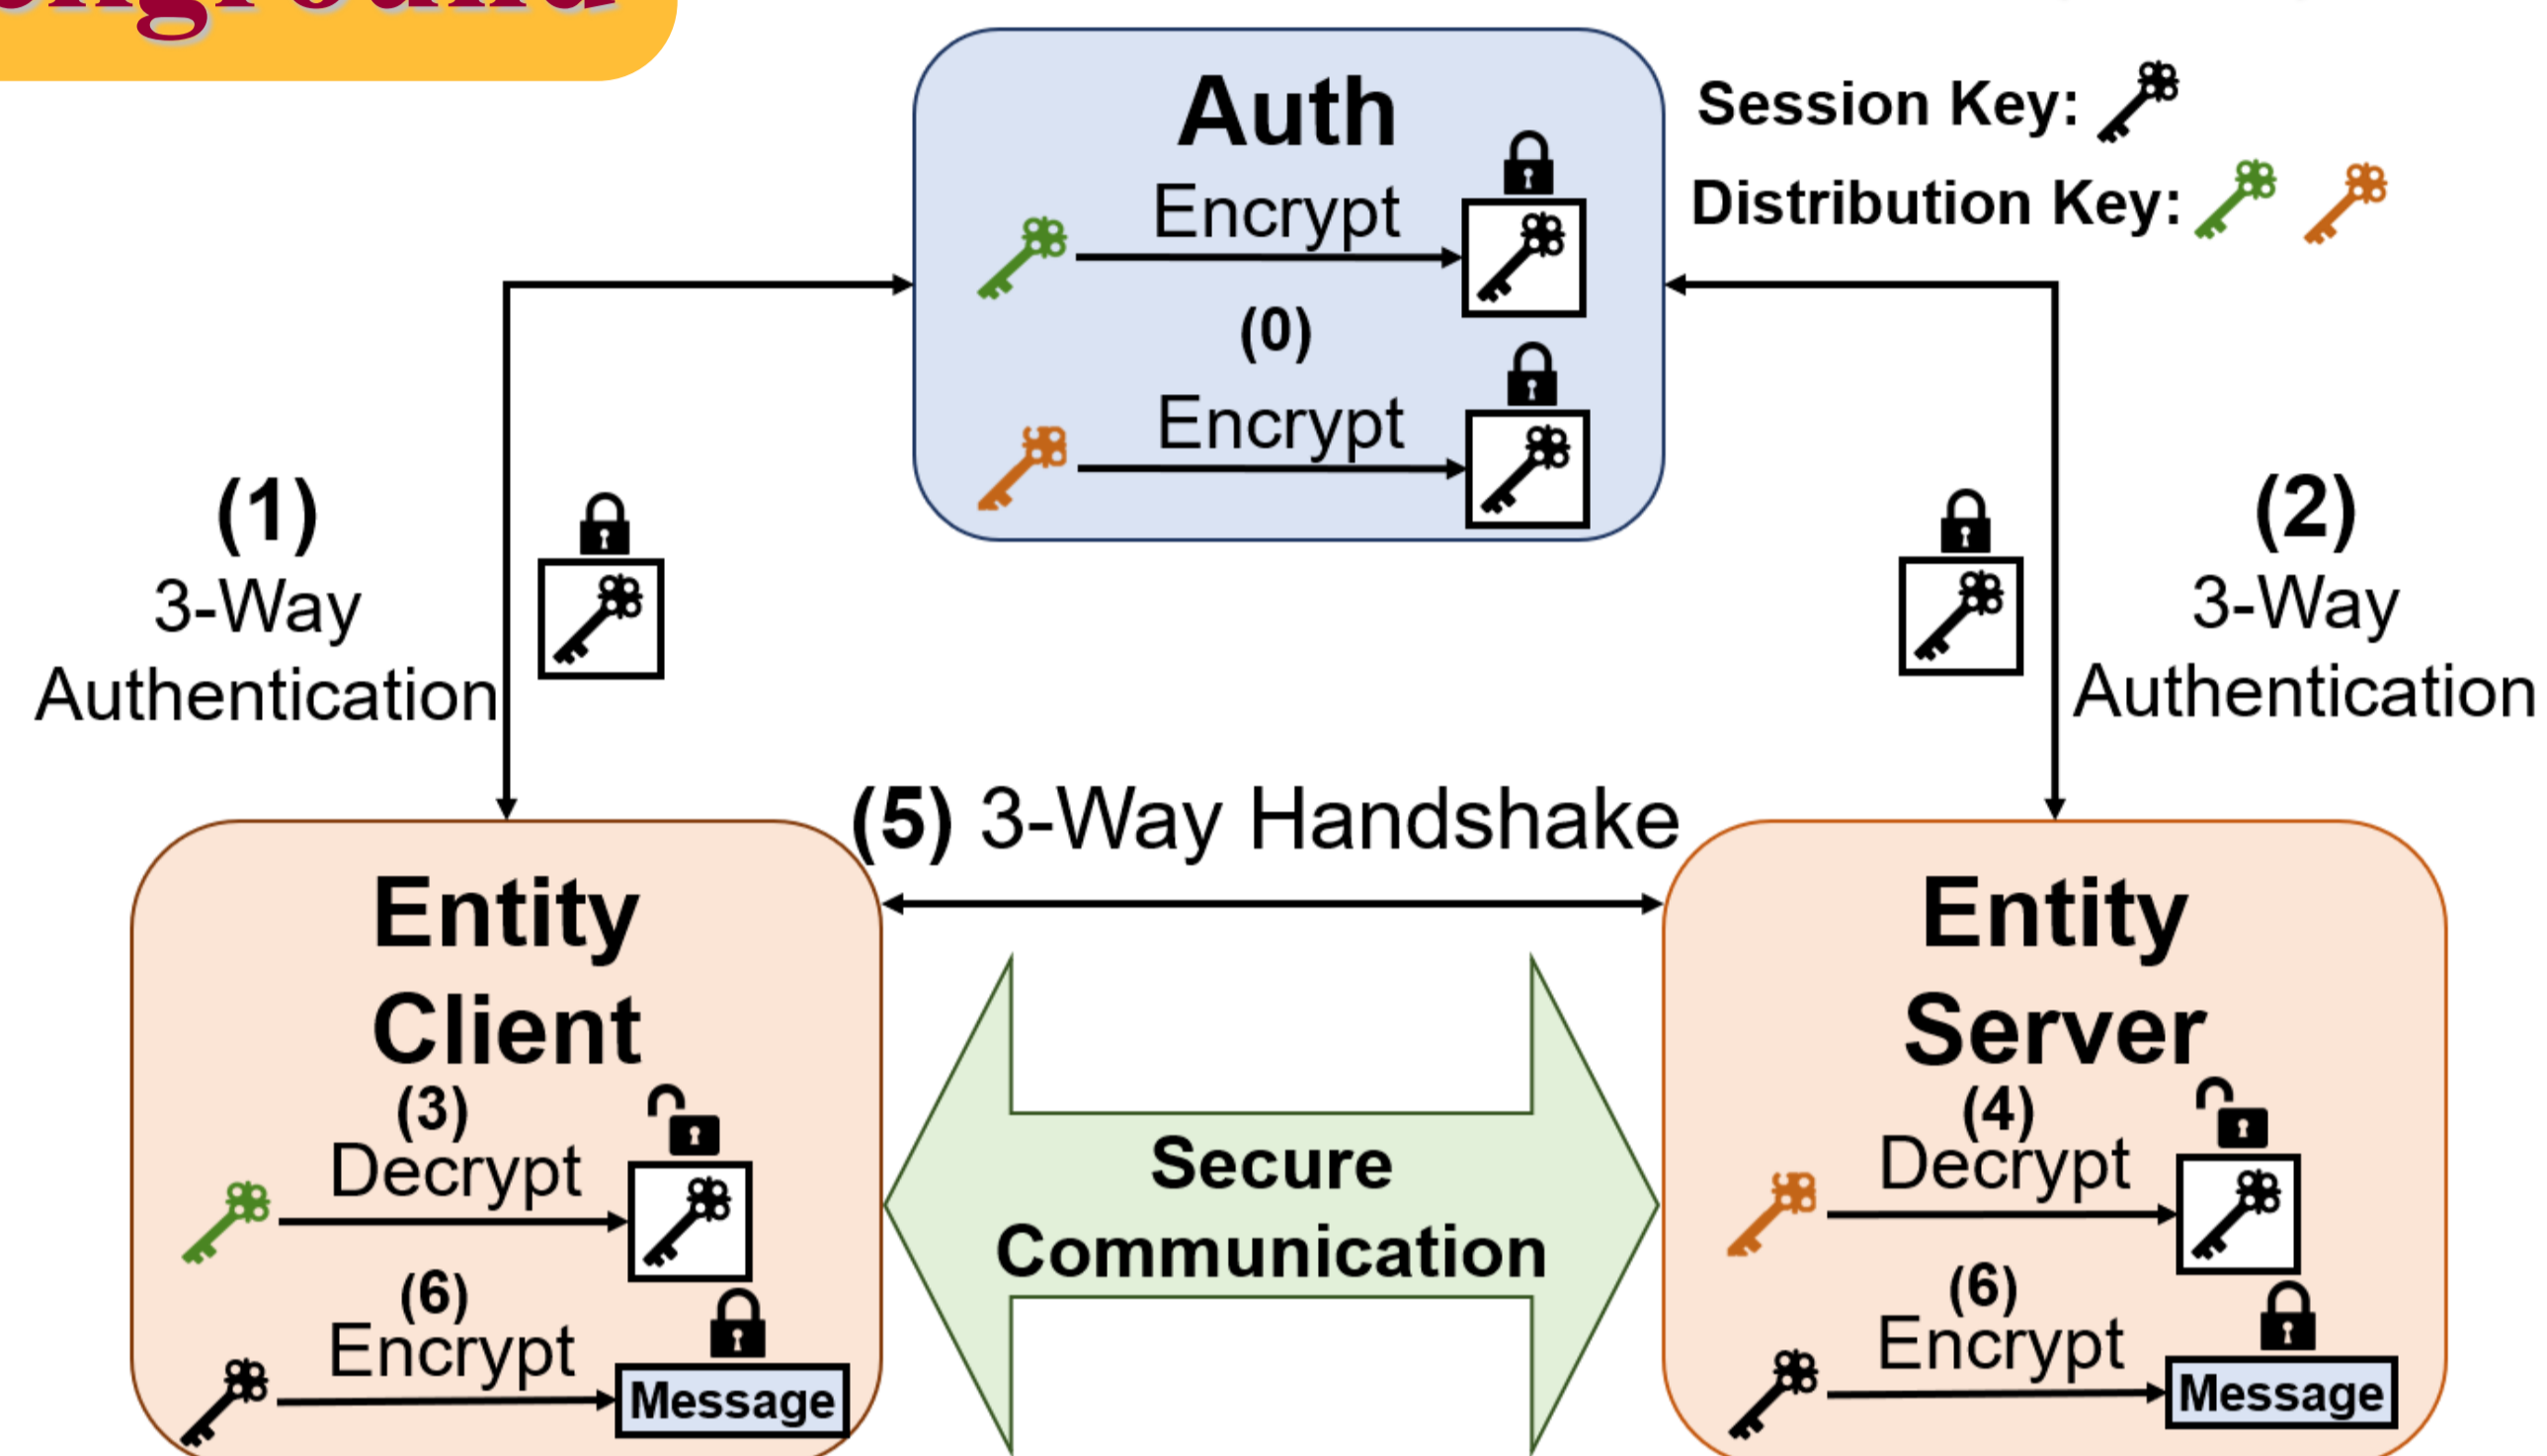 Auth
Session Key:
Distribution Key:
Encrypt
(0)
Encrypt
(1)
3-Way
Authentication
(2)
3-Way
Authentication
(5) 3-Way Handshake
Entity
Client
(3)
Decrypt
(6)
Encrypt
Message
Secure
Communication
Entity
Server
(4)
Decrypt
(6)
Encrypt
Message